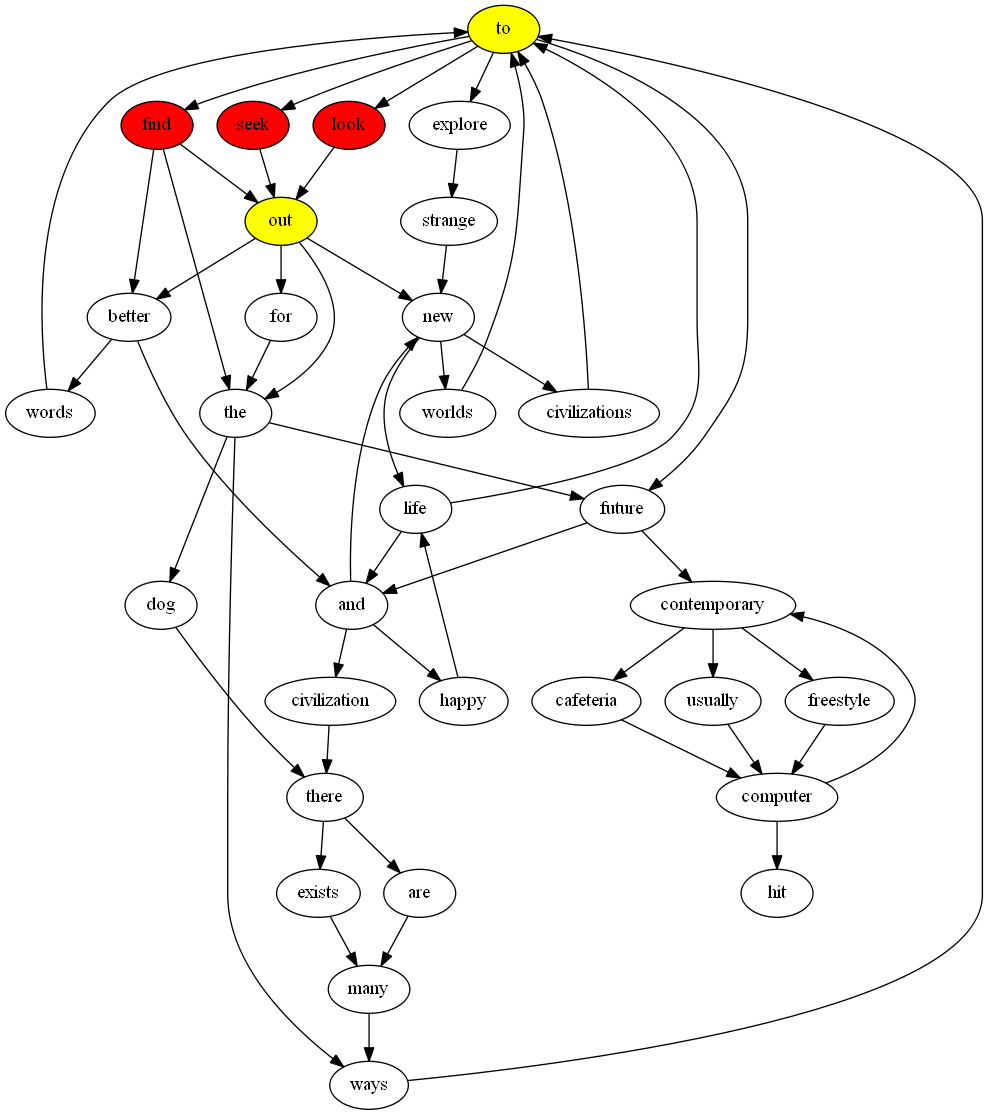 to
find
seek
look
explore
out
strange
better
for
new
words
the
worlds
civilizations
life
future
dog
and
contemporary
civilization
happy
cafeteria
usually
freestyle
there
computer
exists
are
hit
many
ways